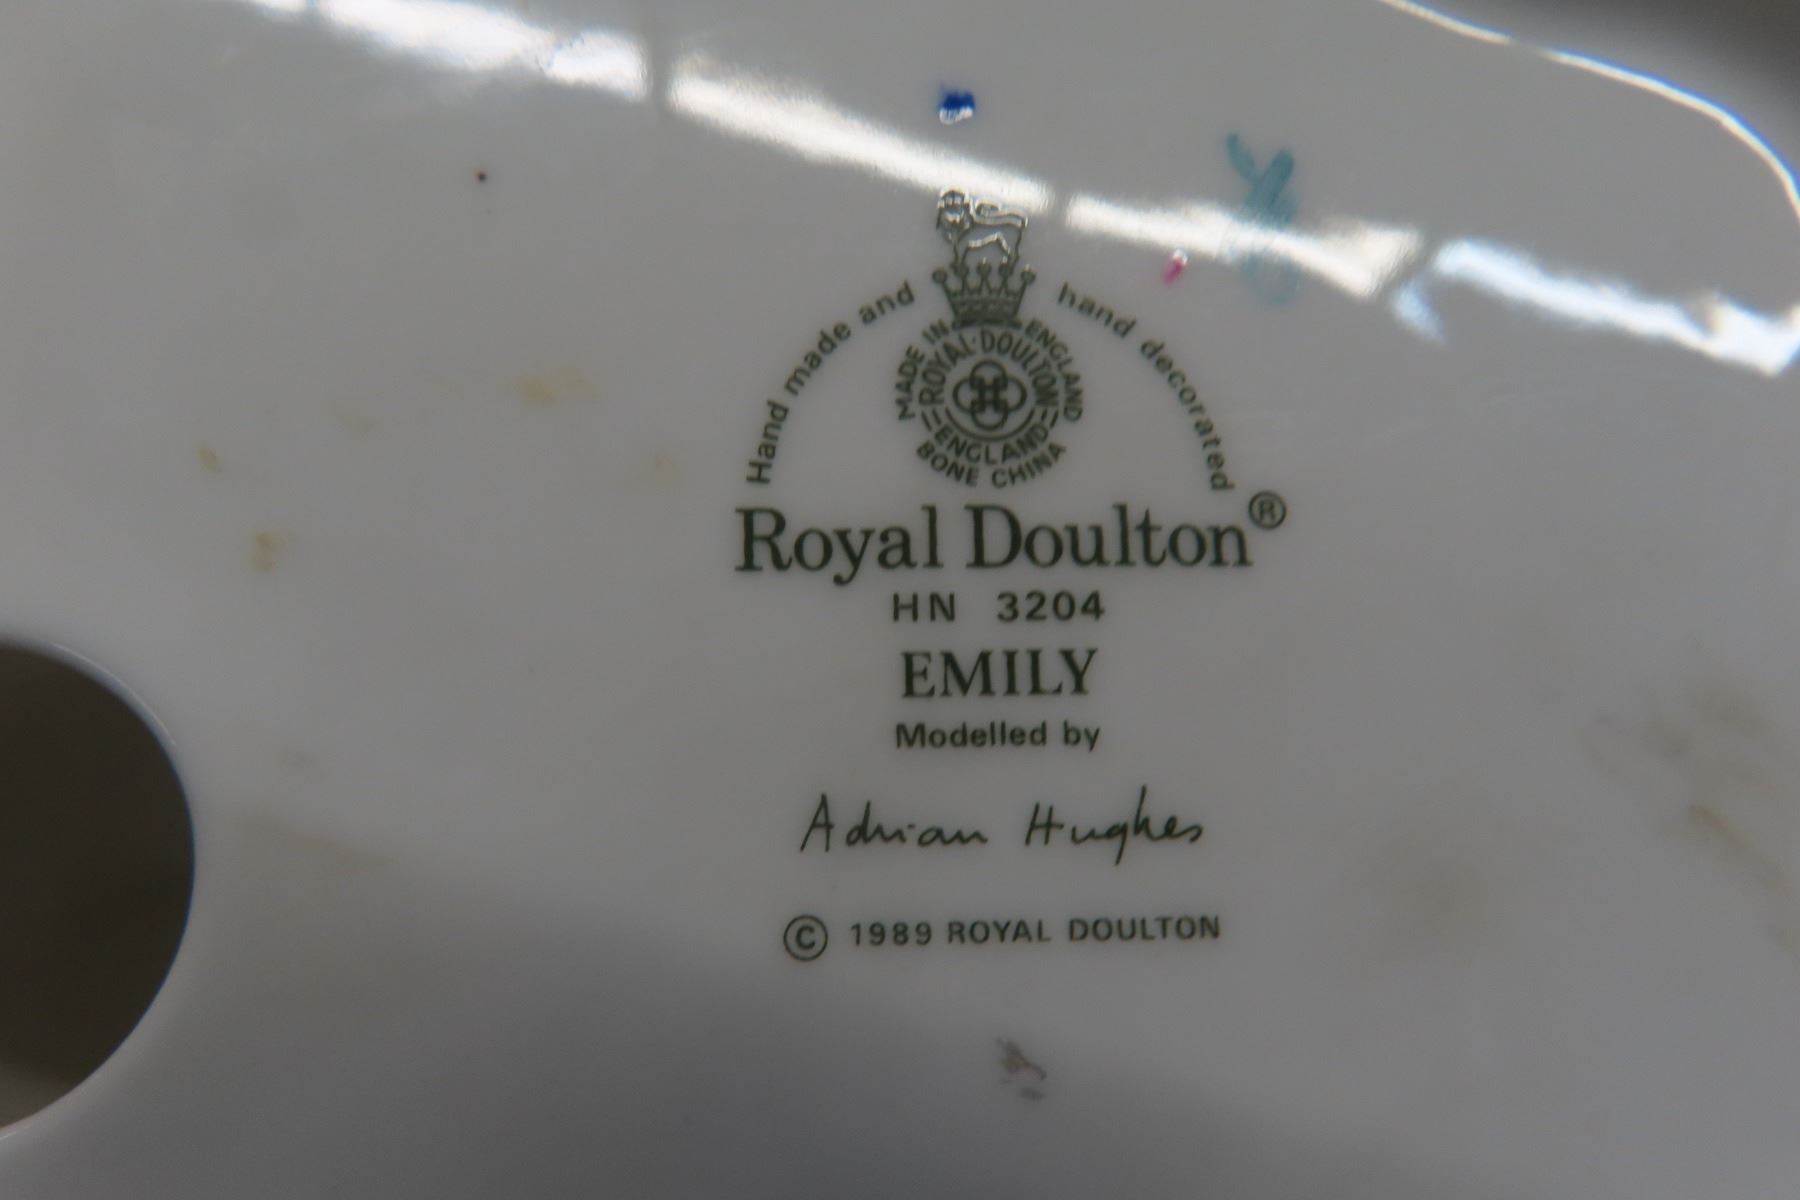 Hand made and hand decorated
MADE IN ENGLAND
ROYAL·DOULTON
ENGLAND
BONE CHINA
Royal Doulton®
HN 3204
EMILY
Modelled by
Adrian Hughes
© 1989 ROYAL DOULTON